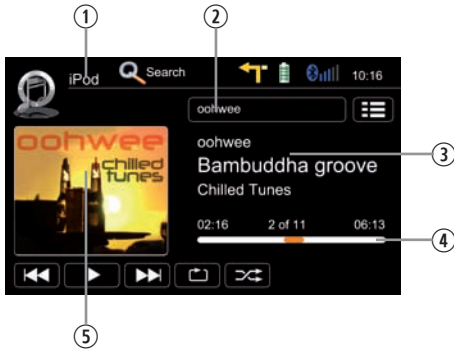 ① ②
iPod Search 10:16
oohwee
oohwee
chilled
tunes
oohwee
Bambuddha groove
Chilled Tunes
③
02:16 2 of 11 06:13
④
⑤